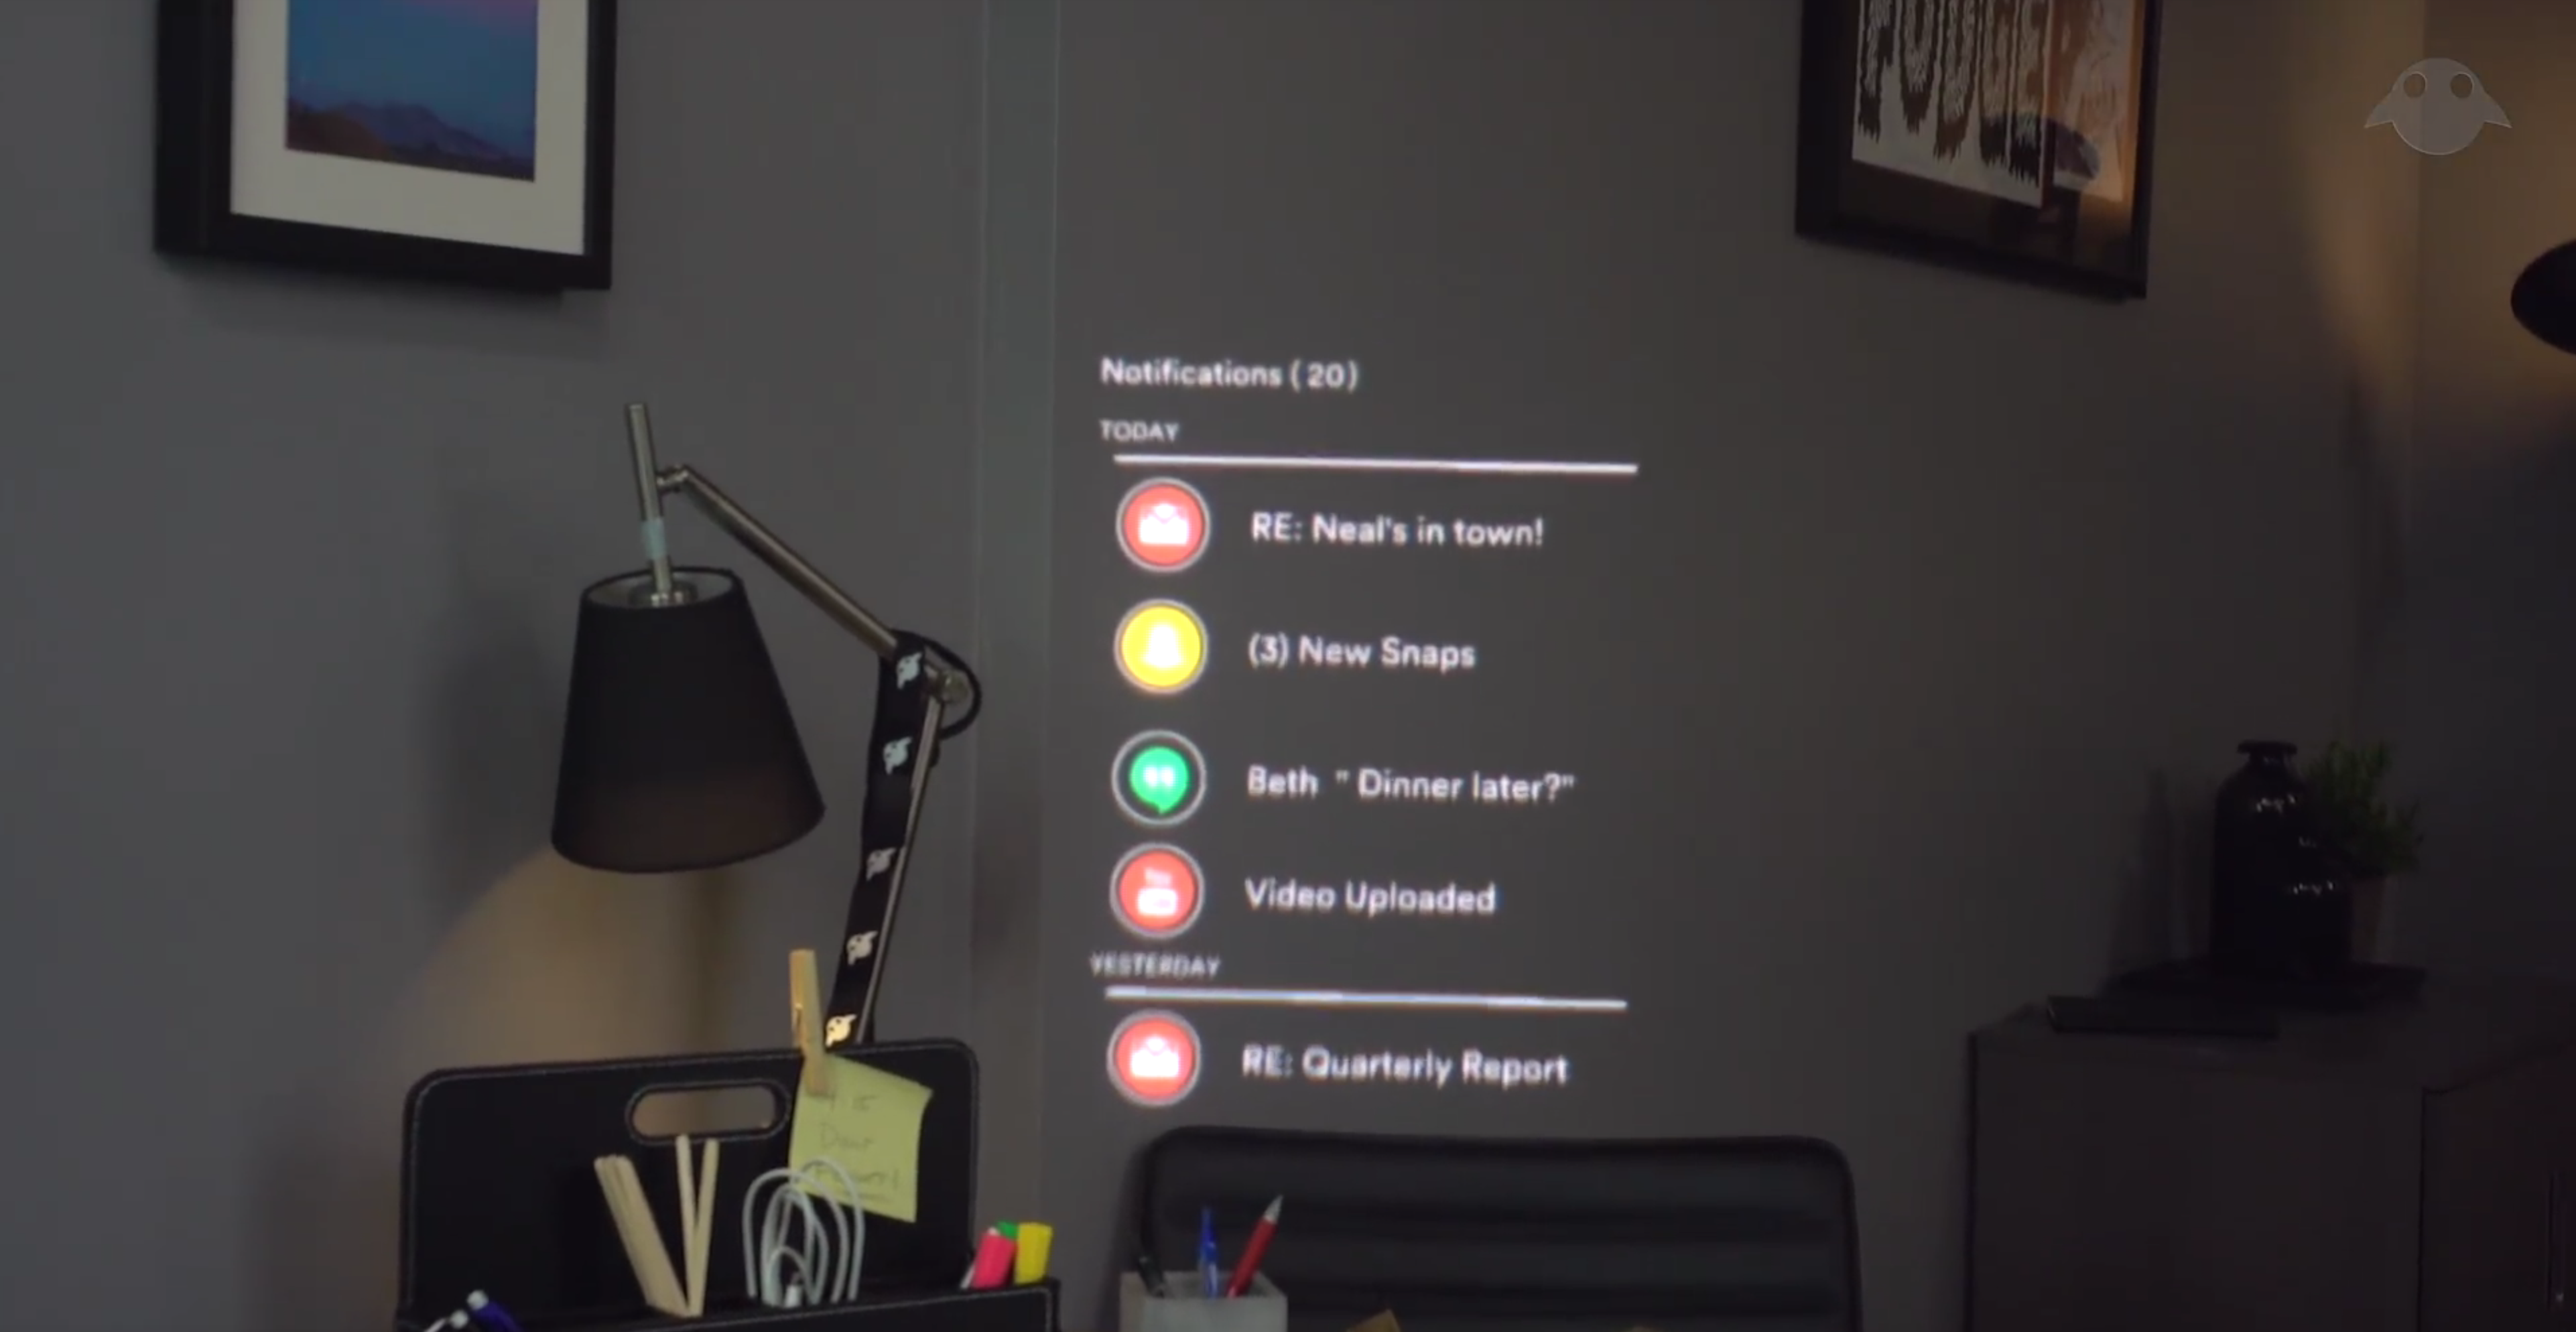 FUDGE
Notifications (20)
TODAY
RE: Neal's in town!
(3) New Snaps
Beth " Dinner later?"
Video Uploaded
YESTERDAY
RE: Quarterly Report